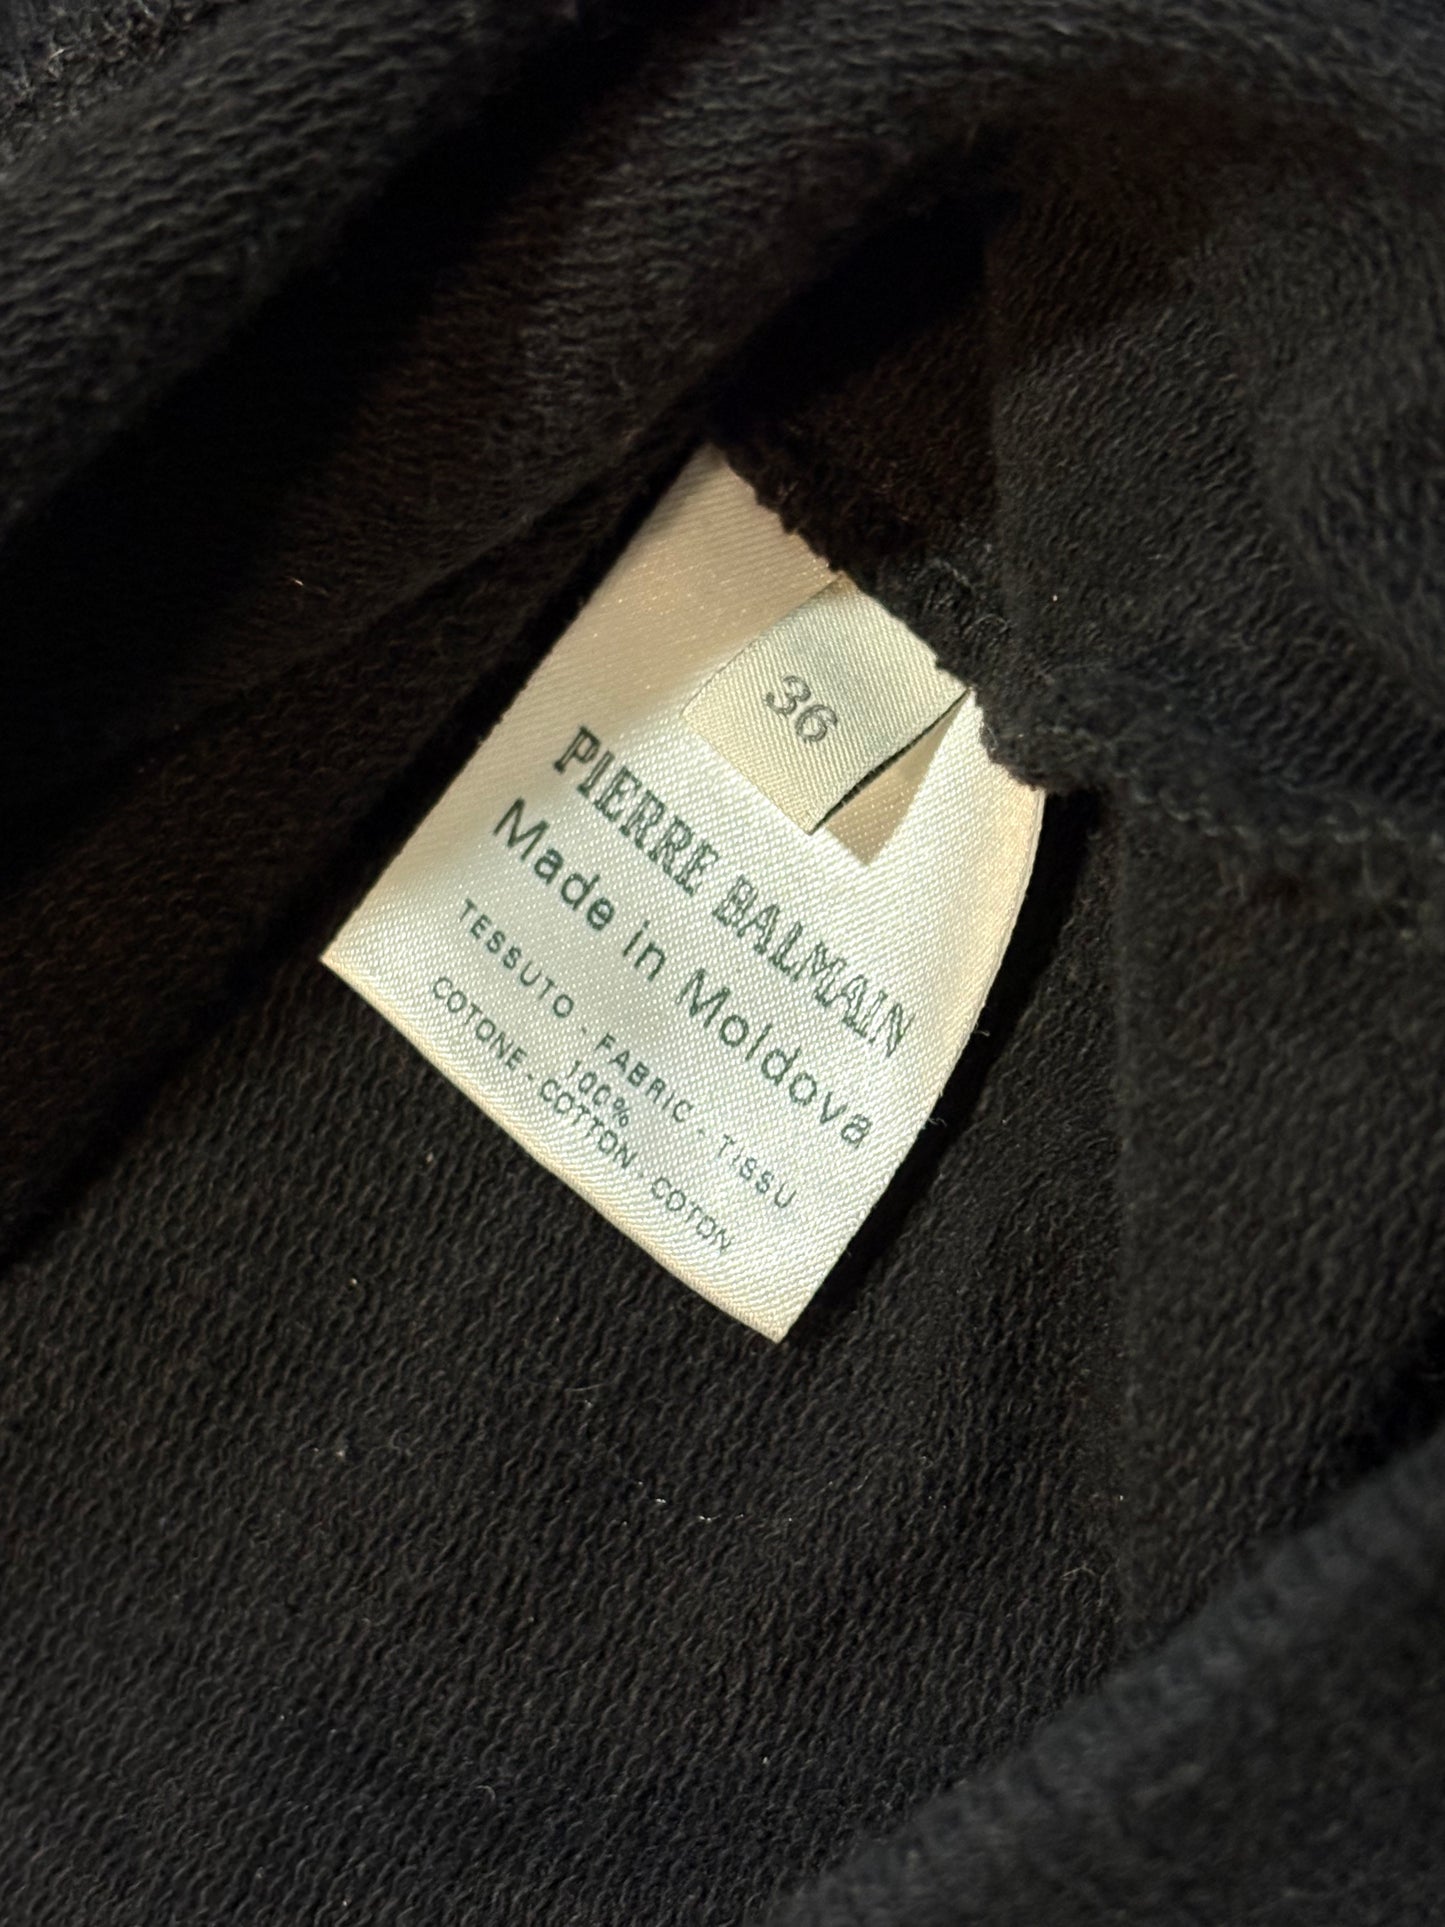 36
PIERRE BALMAIN
Made in Moldova
TESSUTO - FABRIC - TISSU
100%
COTONE - COTTON - COTON